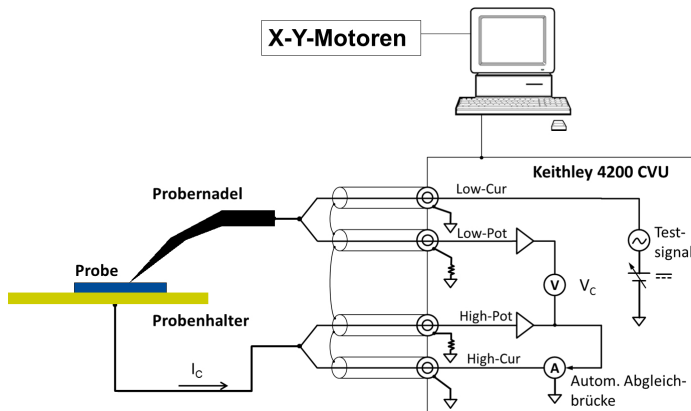 X-Y-Motoren
Keithley 4200 CVU
Probernadel
Low-Cur
Low-Pot
Test-
signal
Probe
V
V_C
Probenhalter
High-Pot
I_C
High-Cur
A
Autom. Abgleich-
brücke